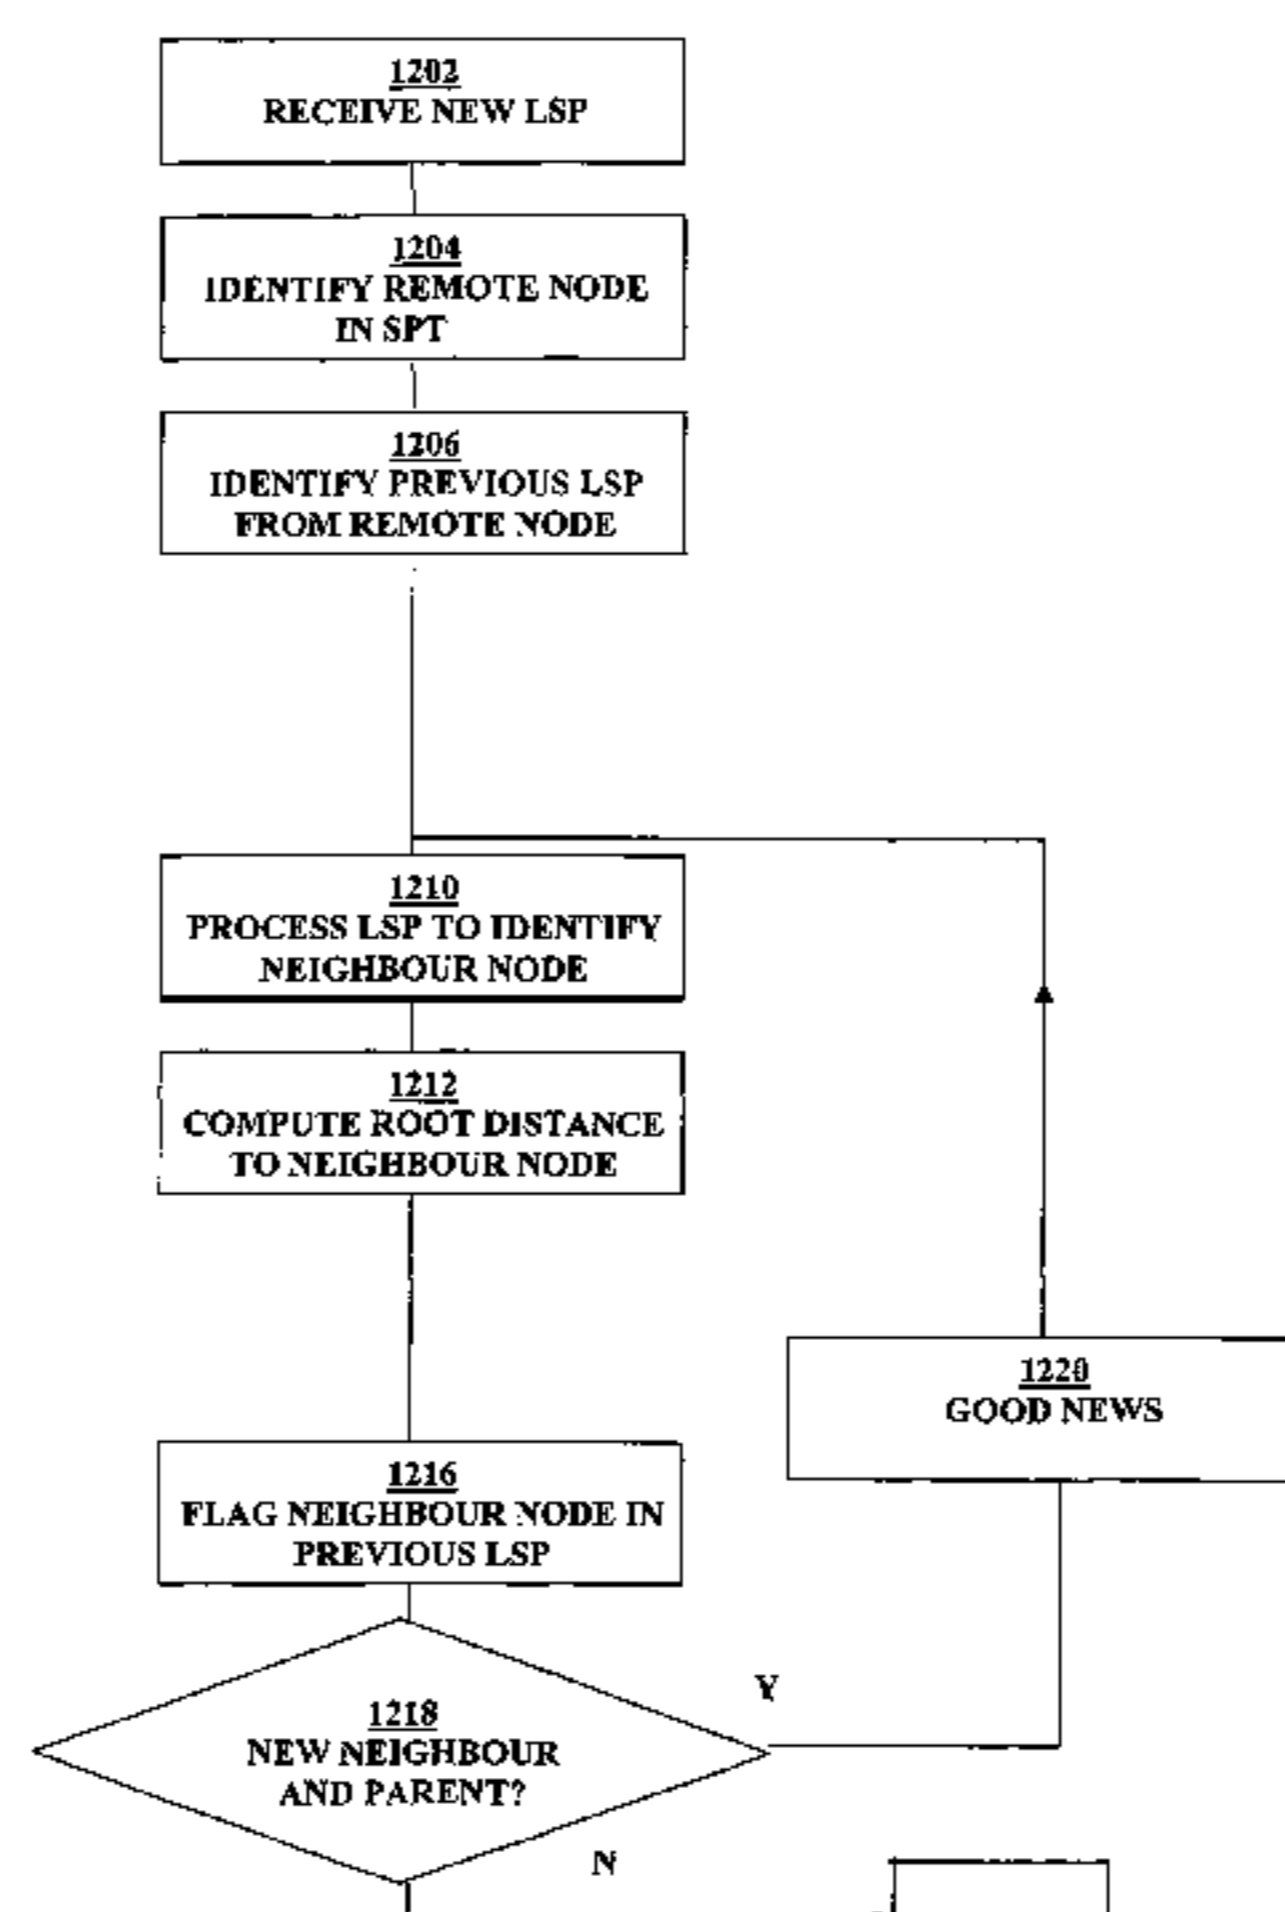 1202
RECEIVE NEW LSP
1204
IDENTIFY REMOTE NODE
IN SPT
1206
IDENTIFY PREVIOUS LSP
FROM REMOTE NODE
1210
PROCESS LSP TO IDENTIFY
NEIGHBOUR NODE
1212
COMPUTE ROOT DISTANCE
TO NEIGHBOUR NODE
1220
GOOD NEWS
1216
FLAG NEIGHBOUR NODE IN
PREVIOUS LSP
Y
1218
NEW NEIGHBOUR
AND PARENT?
N